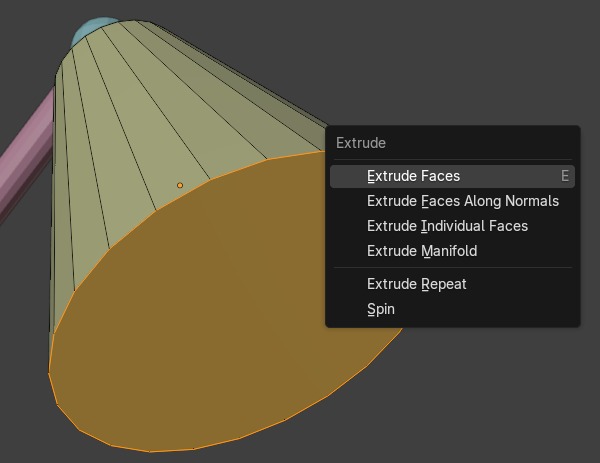 Extrude
Extrude Faces E
Extrude Faces Along Normals
Extrude Individual Faces
Extrude Manifold
Extrude Repeat
Spin